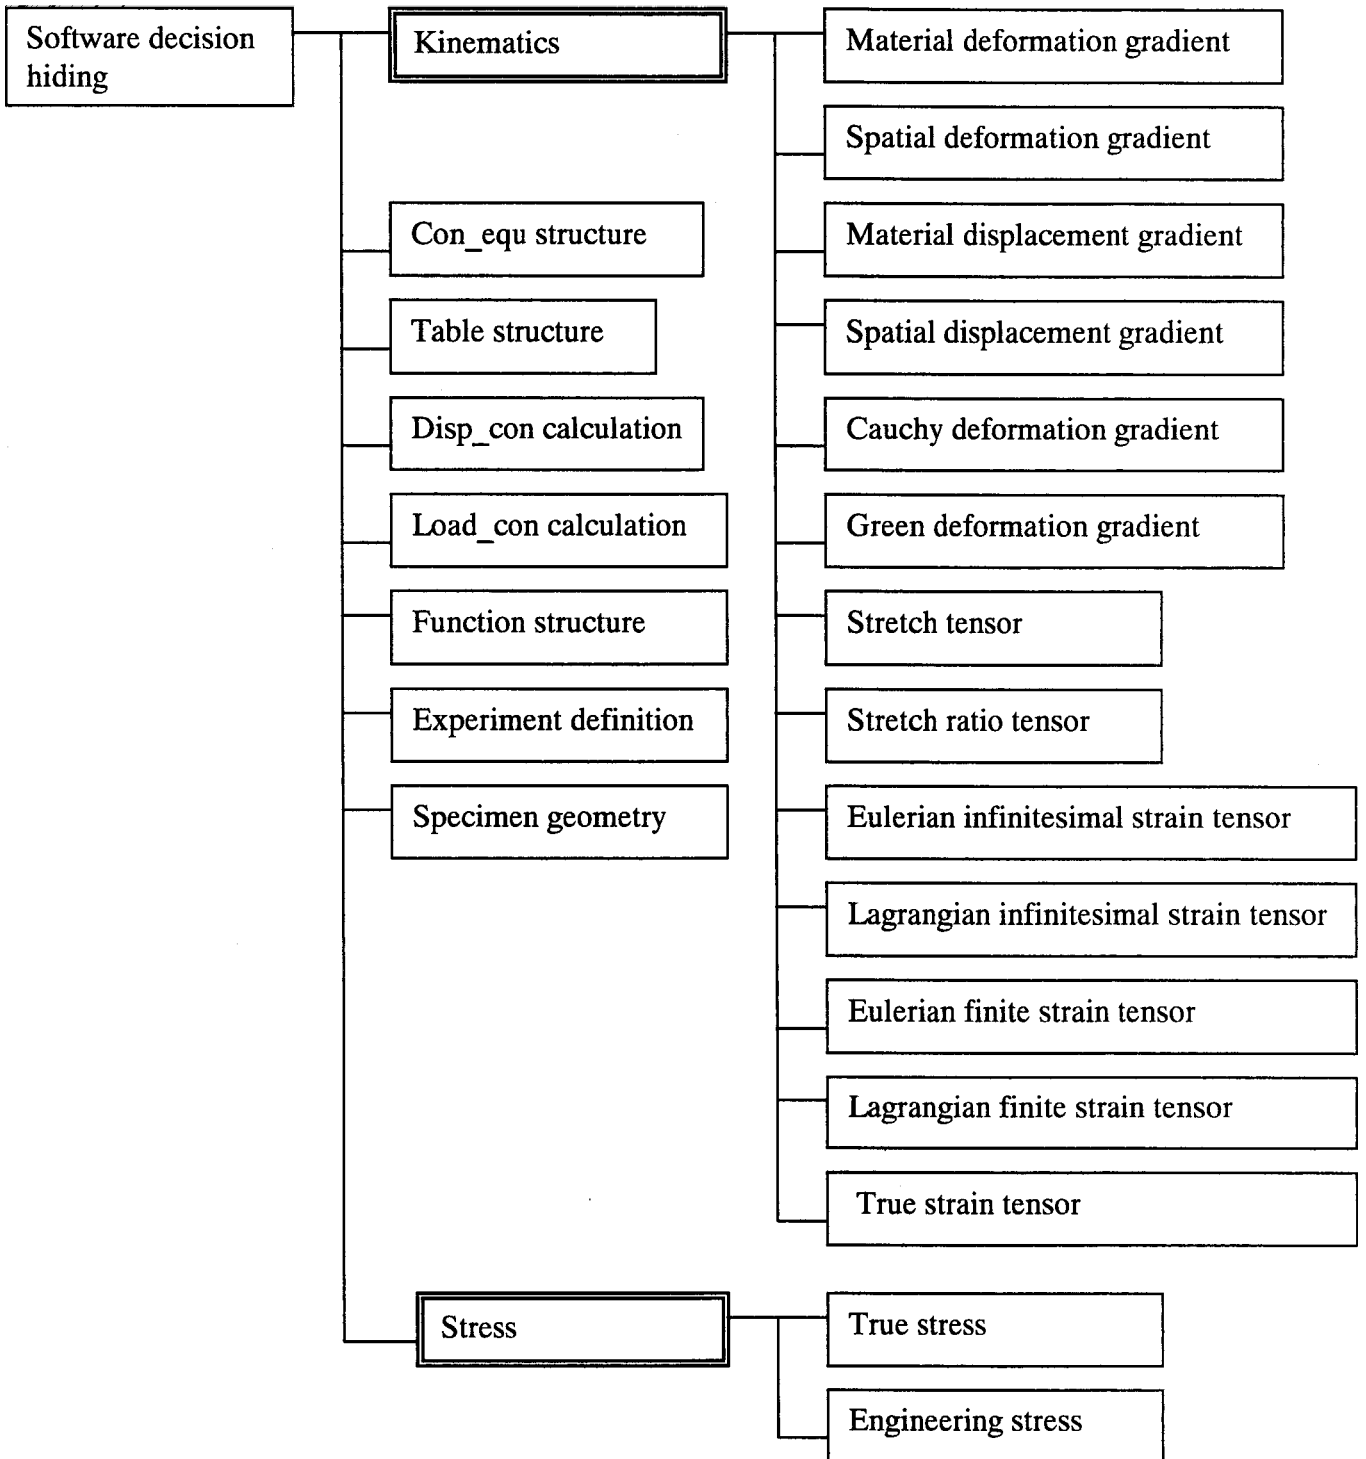 Software decision
hiding
Kinematics
Material deformation gradient
Spatial deformation gradient
Con_equ structure
Material displacement gradient
Table structure
Spatial displacement gradient
Disp_con calculation
Cauchy deformation gradient
Load_con calculation
Green deformation gradient
Function structure
Stretch tensor
Experiment definition
Stretch ratio tensor
Specimen geometry
Eulerian infinitesimal strain tensor
Lagrangian infinitesimal strain tensor
Eulerian finite strain tensor
Lagrangian finite strain tensor
True strain tensor
Stress
True stress
Engineering stress